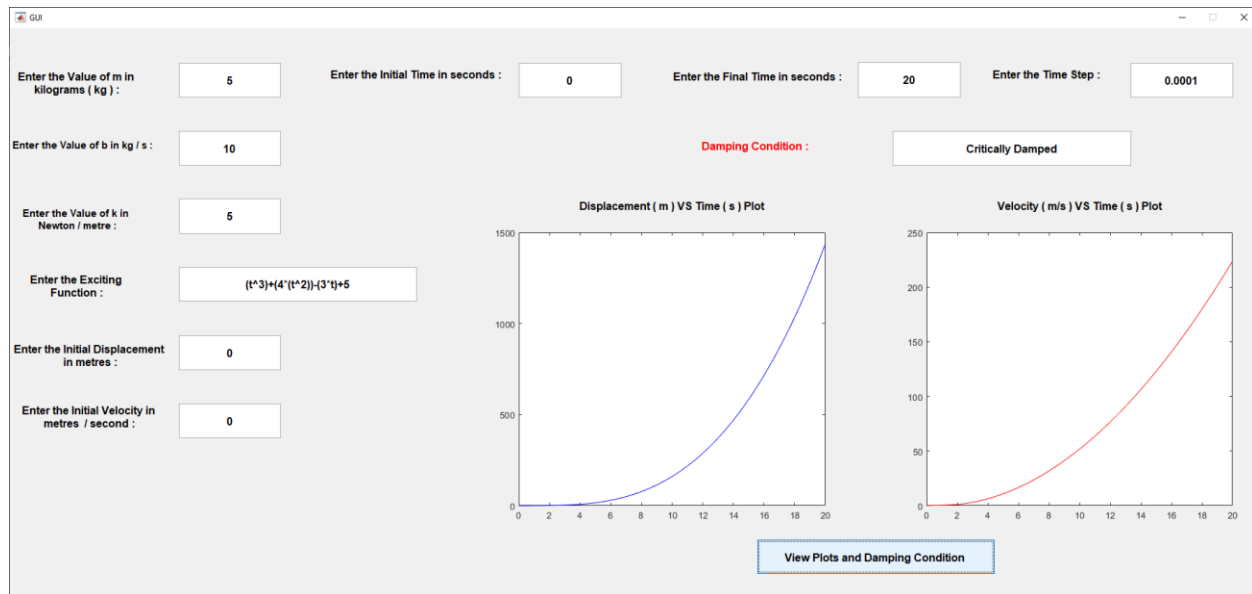 GUI
Enter the Value of m in
kilograms ( kg ) :
5
Enter the Initial Time in seconds :
0
Enter the Final Time in seconds :
20
Enter the Time Step :
0.0001
Enter the Value of b in kg / s :
10
Damping Condition :
Critically Damped
Enter the Value of k in
Newton / metre :
5
Enter the Exciting
Function :
(t^3)+(4*(t^2))-(3*t)+5
Enter the Initial Displacement
in metres :
0
Enter the Initial Velocity in
metres / second :
0
Displacement ( m ) VS Time ( s ) Plot
1500
1000
500
0
0 2 4 6 8 10 12 14 16 18 20
Velocity ( m/s ) VS Time ( s ) Plot
250
200
150
100
50
0
0 2 4 6 8 10 12 14 16 18 20
View Plots and Damping Condition